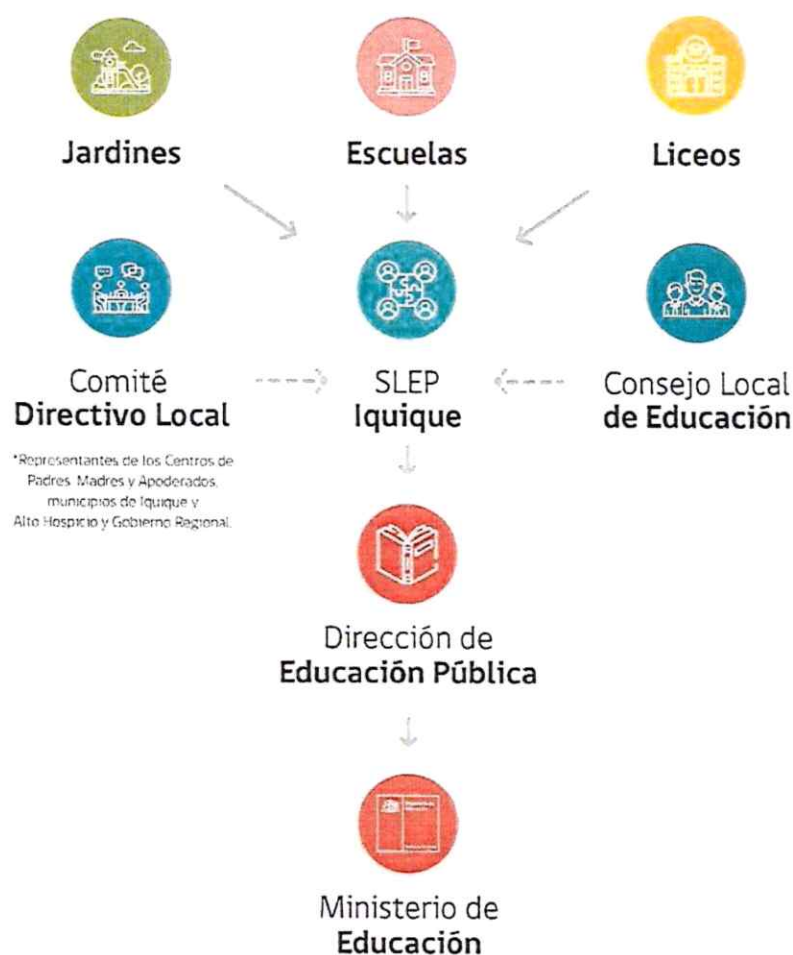 Jardines
Escuelas
Liceos
Comité
Directivo Local
*Representantes de los Centros de
Padres, Madres y Apoderados,
municipios de Iquique y
Alto Hospicio y Gobierno Regional.
SLEP
Iquique
Consejo Local
de Educación
Dirección de
Educación Pública
Ministerio de
Educación